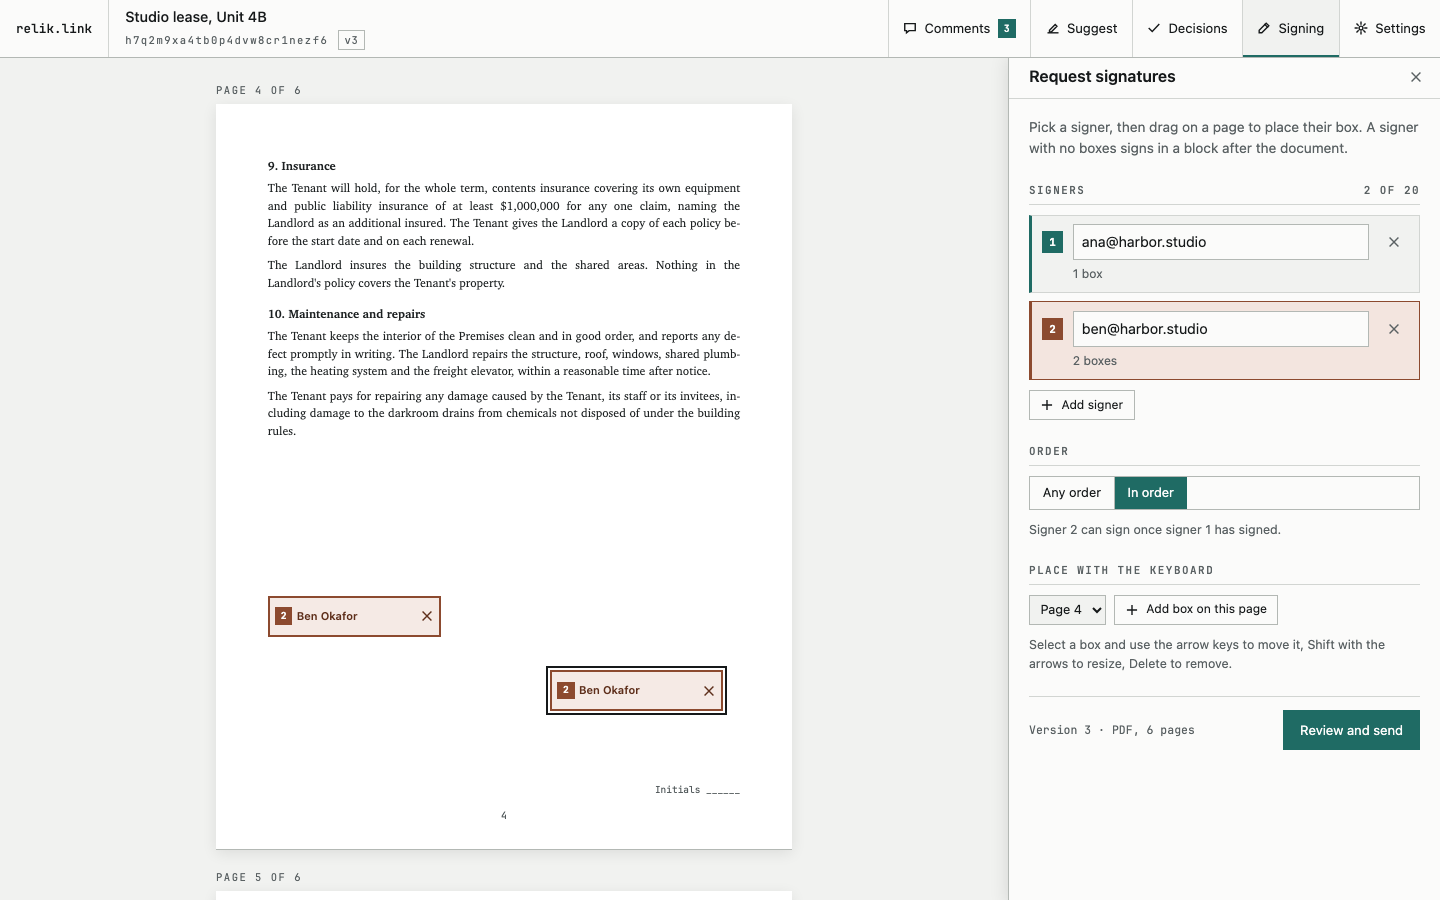 relik.link
Studio lease, Unit 4B
h7q2m9xa4tb0p4dvw8cr1nezf6 v3
Comments 3
Suggest
Decisions
Signing
Settings
PAGE 4 OF 6
9. Insurance
The Tenant will hold, for the whole term, contents insurance covering its own equipment
and public liability insurance of at least $1,000,000 for any one claim, naming the
Landlord as an additional insured. The Tenant gives the Landlord a copy of each policy be-
fore the start date and on each renewal.
The Landlord insures the building structure and the shared areas. Nothing in the
Landlord's policy covers the Tenant's property.
10. Maintenance and repairs
The Tenant keeps the interior of the Premises clean and in good order, and reports any de-
fect promptly in writing. The Landlord repairs the structure, roof, windows, shared plumb-
ing, the heating system and the freight elevator, within a reasonable time after notice.
The Tenant pays for repairing any damage caused by the Tenant, its staff or its invitees, in-
cluding damage to the darkroom drains from chemicals not disposed of under the building
rules.
2 Ben Okafor
2 Ben Okafor
Initials ______
4
PAGE 5 OF 6
Request signatures
Pick a signer, then drag on a page to place their box. A signer
with no boxes signs in a block after the document.
SIGNERS 2 OF 20
1 ana@harbor.studio
1 box
2 ben@harbor.studio
2 boxes
Add signer
ORDER
Any order In order
Signer 2 can sign once signer 1 has signed.
PLACE WITH THE KEYBOARD
Page 4 Add box on this page
Select a box and use the arrow keys to move it, Shift with the
arrows to resize, Delete to remove.
Version 3 · PDF, 6 pages Review and send